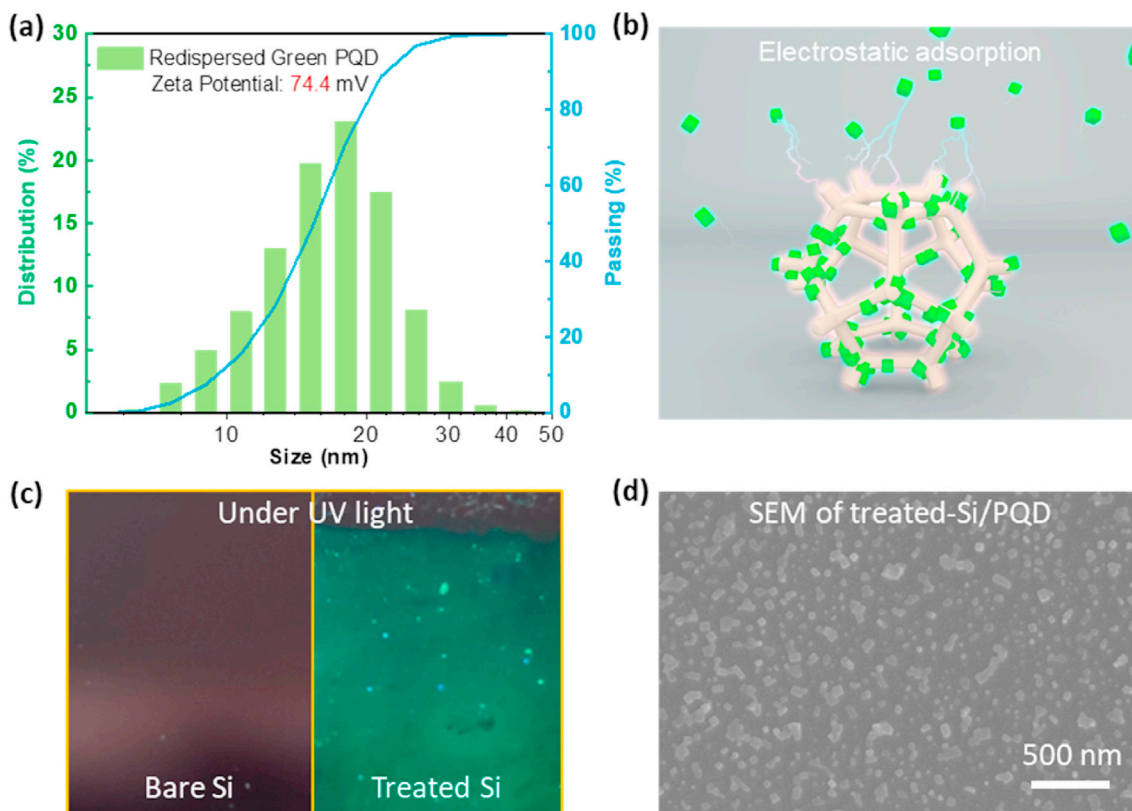 (a)
30
25
20
15
10
5
0
Distribution (%)
Redispersed Green PQD
Zeta Potential: 74.4 mV
100
80
60
40
20
0
Passing (%)
10
20
30
40
50
Size (nm)
(b)
Electrostatic adsorption
(c)
Under UV light
Bare Si
Treated Si
(d)
SEM of treated-Si/PQD
500 nm